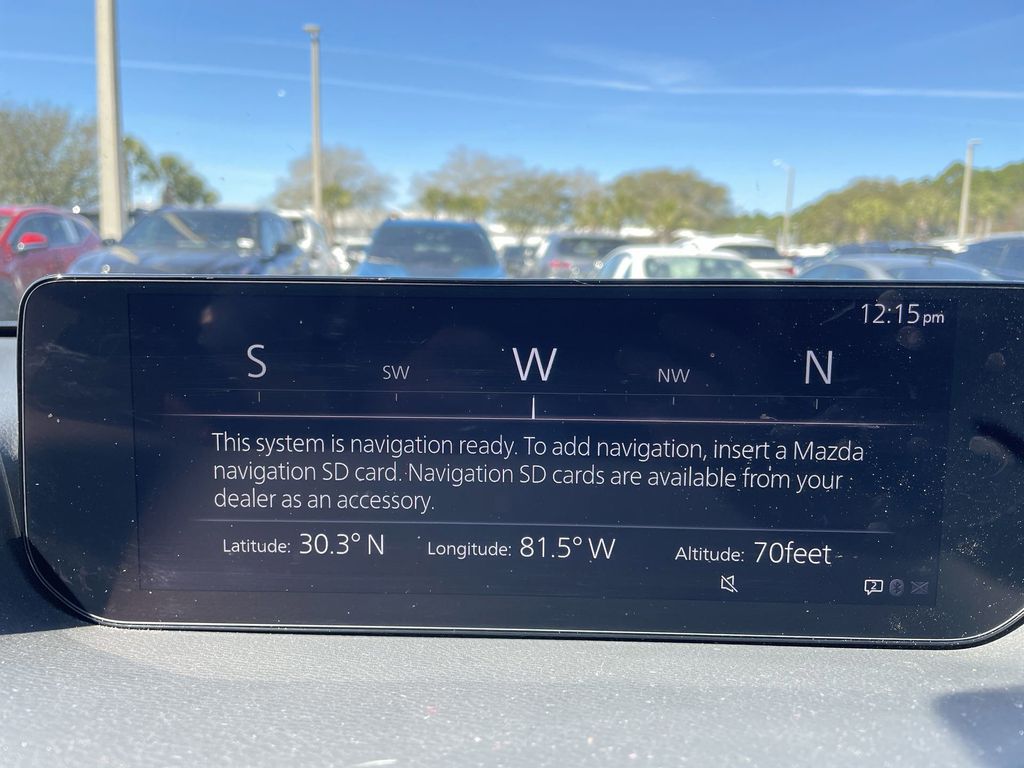 12:15pm
S SW W NW N
This system is navigation ready. To add navigation, insert a Mazda
navigation SD card. Navigation SD cards are available from your
dealer as an accessory.
Latitude: 30.3° N Longitude: 81.5° W Altitude: 70feet
2